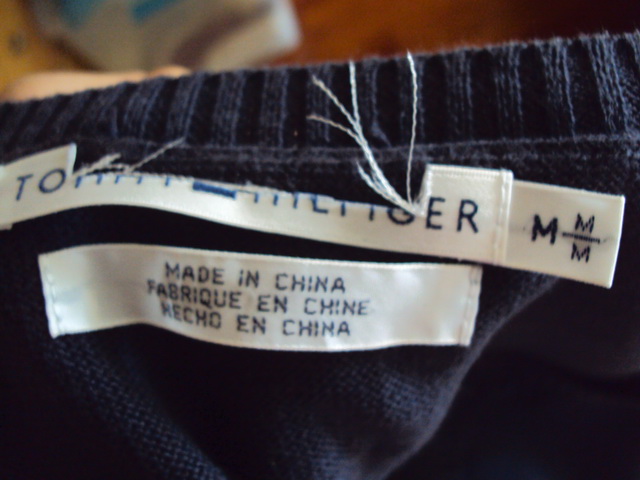 TOMMY HILFIGER
M M/M
MADE IN CHINA
FABRIQUE EN CHINE
HECHO EN CHINA